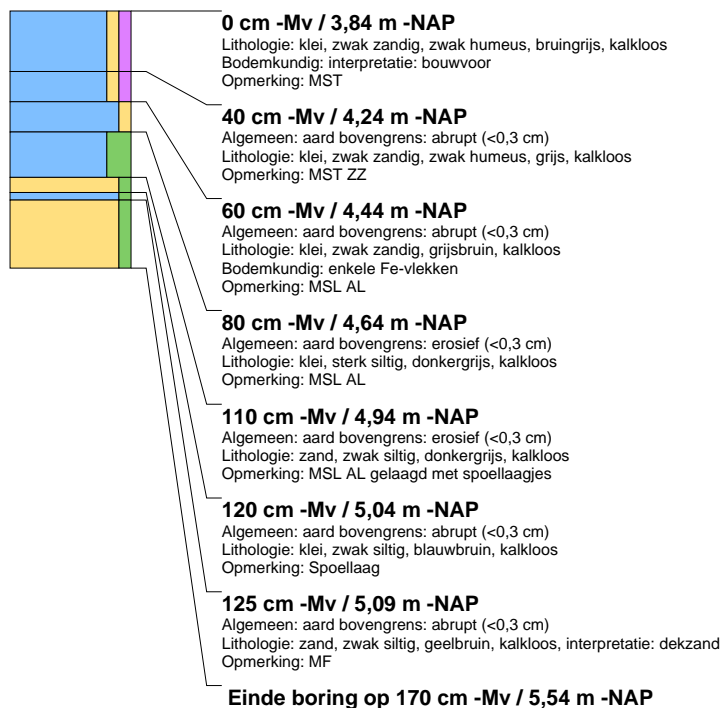 0 cm -Mv / 3,84 m -NAP
Lithologie: klei, zwak zandig, zwak humeus, bruingrijs, kalkloos
Bodemkundig: interpretatie: bouwvoor
Opmerking: MST
40 cm -Mv / 4,24 m -NAP
Algemeen: aard bovengrens: abrupt (<0,3 cm)
Lithologie: klei, zwak zandig, zwak humeus, grijs, kalkloos
Opmerking: MST ZZ
60 cm -Mv / 4,44 m -NAP
Algemeen: aard bovengrens: abrupt (<0,3 cm)
Lithologie: klei, zwak zandig, grijsbruin, kalkloos
Bodemkundig: enkele Fe-vlekken
Opmerking: MSL AL
80 cm -Mv / 4,64 m -NAP
Algemeen: aard bovengrens: erosief (<0,3 cm)
Lithologie: klei, sterk siltig, donkergrijs, kalkloos
Opmerking: MSL AL
110 cm -Mv / 4,94 m -NAP
Algemeen: aard bovengrens: erosief (<0,3 cm)
Lithologie: zand, zwak siltig, donkergrijs, kalkloos
Opmerking: MSL AL gelaagd met spoellaagjes
120 cm -Mv / 5,04 m -NAP
Algemeen: aard bovengrens: abrupt (<0,3 cm)
Lithologie: klei, zwak siltig, blauwbruin, kalkloos
Opmerking: Spoellaag
125 cm -Mv / 5,09 m -NAP
Algemeen: aard bovengrens: abrupt (<0,3 cm)
Lithologie: zand, zwak siltig, geelbruin, kalkloos, interpretatie: dekzand
Opmerking: MF
Einde boring op 170 cm -Mv / 5,54 m -NAP